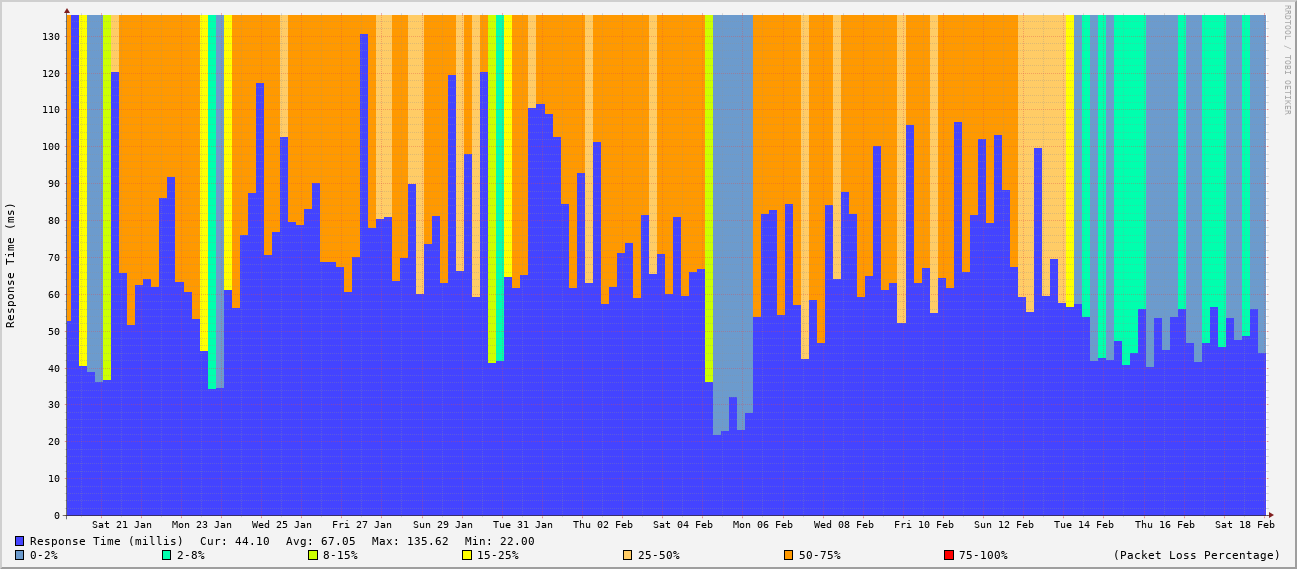 RRDTOOL / TOBI OETIKER
Response Time (ms)
130
120
110
100
90
80
70
60
50
40
30
20
10
0
Sat 21 Jan Mon 23 Jan Wed 25 Jan Fri 27 Jan Sun 29 Jan Tue 31 Jan Thu 02 Feb Sat 04 Feb Mon 06 Feb Wed 08 Feb Fri 10 Feb Sun 12 Feb Tue 14 Feb Thu 16 Feb Sat 18 Feb
Response Time (millis) Cur: 44.10 Avg: 67.05 Max: 135.62 Min: 22.00
0-2% 2-8% 8-15% 15-25% 25-50% 50-75% 75-100% (Packet Loss Percentage)